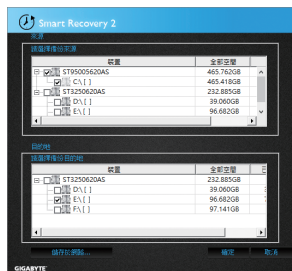 Smart Recovery 2
來源
請選擇備份來源
裝置 全部空間
ST95005620AS 465.762GB
C:\ [ ] 465.418GB
ST3250620AS 232.885GB
D:\ [ ] 39.060GB
E:\ [ ] 96.682GB
目的地
請選擇備份目的地
裝置 全部空間
ST3250620AS 232.885GB
D:\ [ ] 39.060GB
E:\ [ ] 96.682GB
F:\ [ ] 97.141GB
儲存於網路... 確定 取消
GIGABYTE